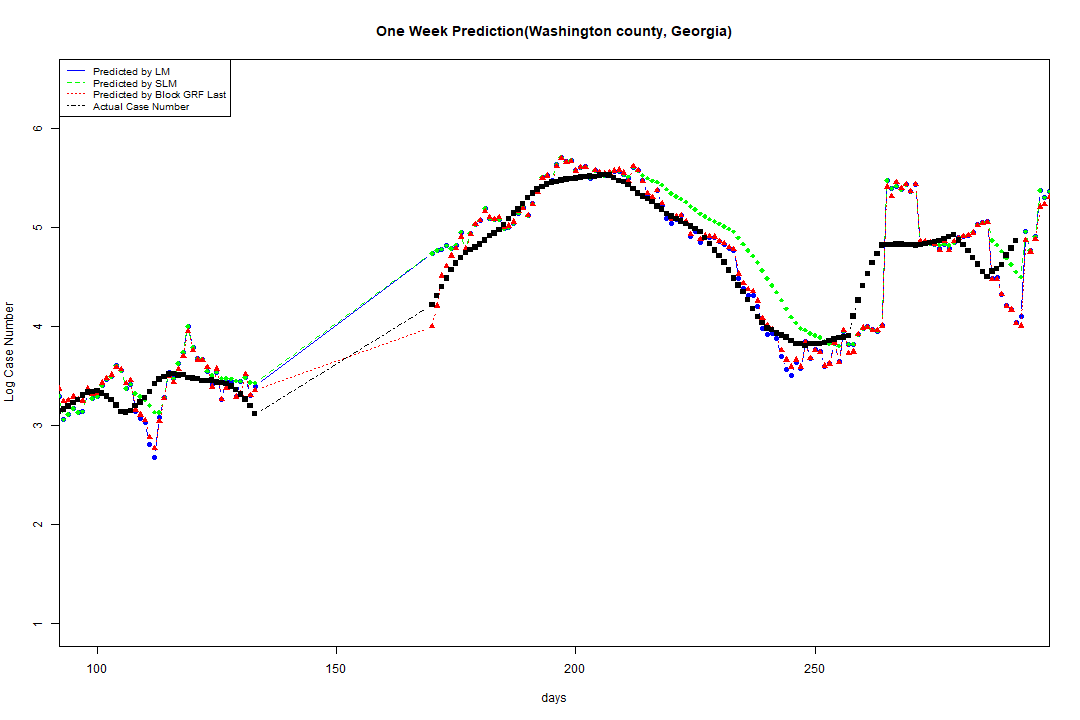 One Week Prediction(Washington county, Georgia)
Predicted by LM
Predicted by SLM
Predicted by Block GRF Last
Actual Case Number
Log Case Number
6
5
4
3
2
1
100 150 200 250
days